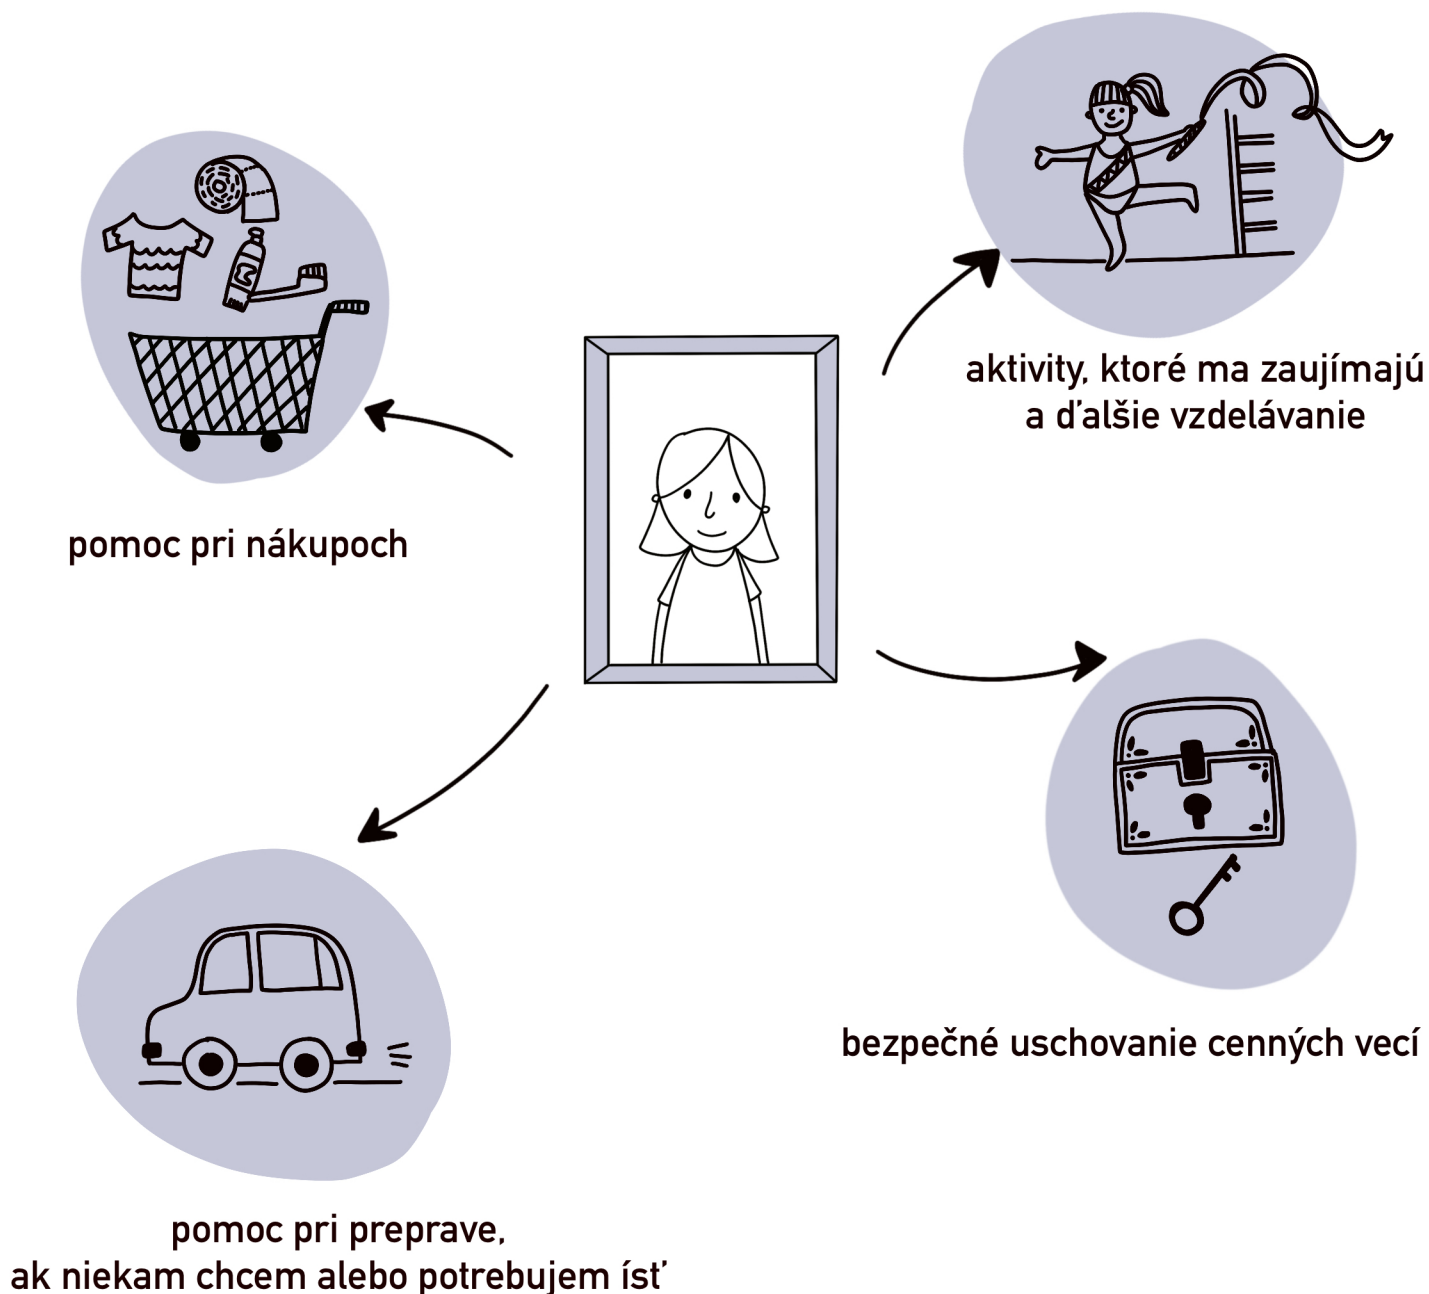 aktivity, ktoré ma zaujímajú
a ďalšie vzdelávanie
pomoc pri nákupoch
bezpečné uschovanie cenných vecí
pomoc pri preprave,
ak niekam chcem alebo potrebujem ísť